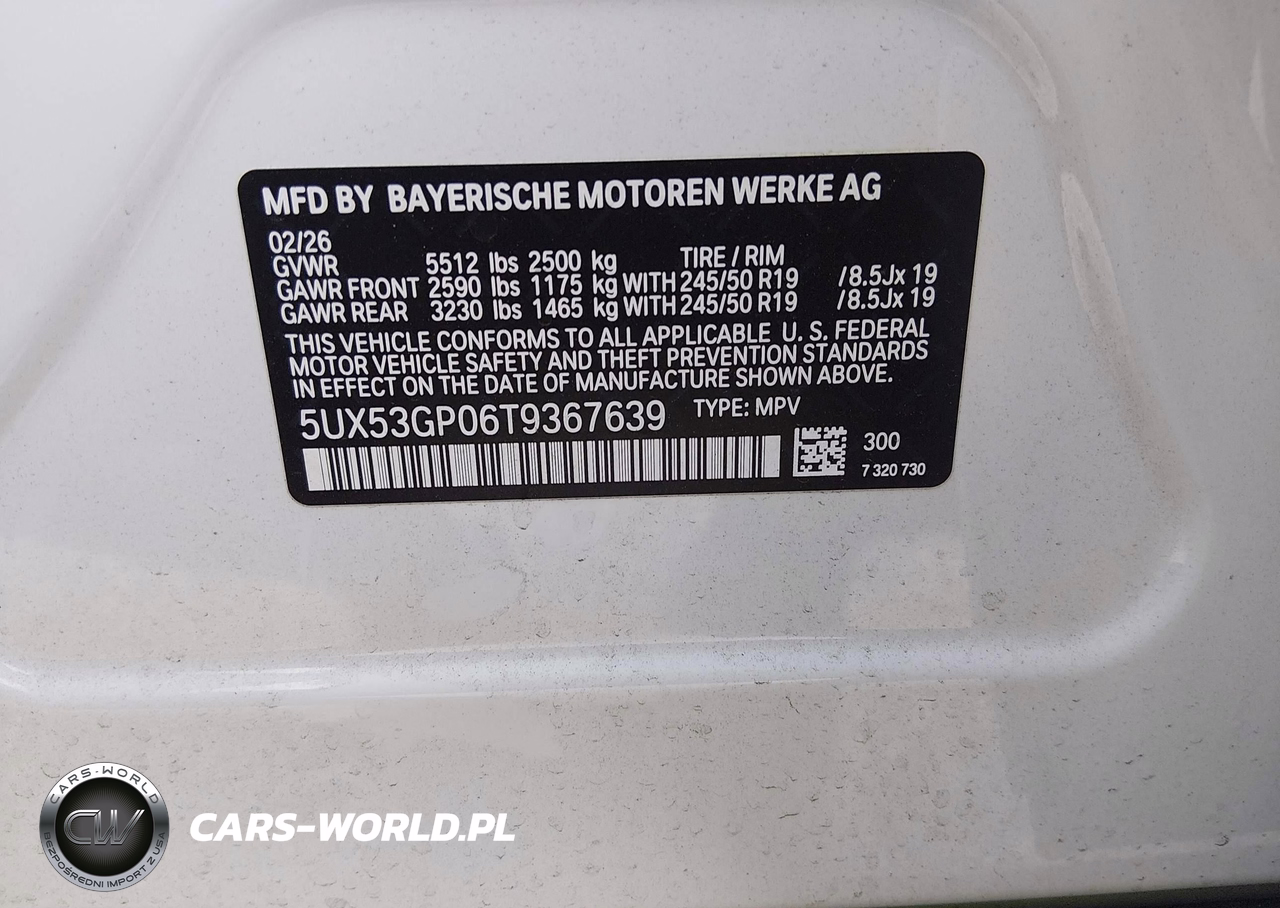 MFD BY BAYERISCHE MOTOREN WERKE AG
02/26
GVWR 5512 lbs 2500 kg TIRE / RIM
GAWR FRONT 2590 lbs 1175 kg WITH 245/50 R19 /8.5Jx 19
GAWR REAR 3230 lbs 1465 kg WITH 245/50 R19 /8.5Jx 19
THIS VEHICLE CONFORMS TO ALL APPLICABLE U. S. FEDERAL
MOTOR VEHICLE SAFETY AND THEFT PREVENTION STANDARDS
IN EFFECT ON THE DATE OF MANUFACTURE SHOWN ABOVE.
5UX53GP06T9367639 TYPE: MPV
300
7 320 730
CARS-WORLD
CW
BEZPOŚREDNI IMPORT Z USA
CARS-WORLD.PL